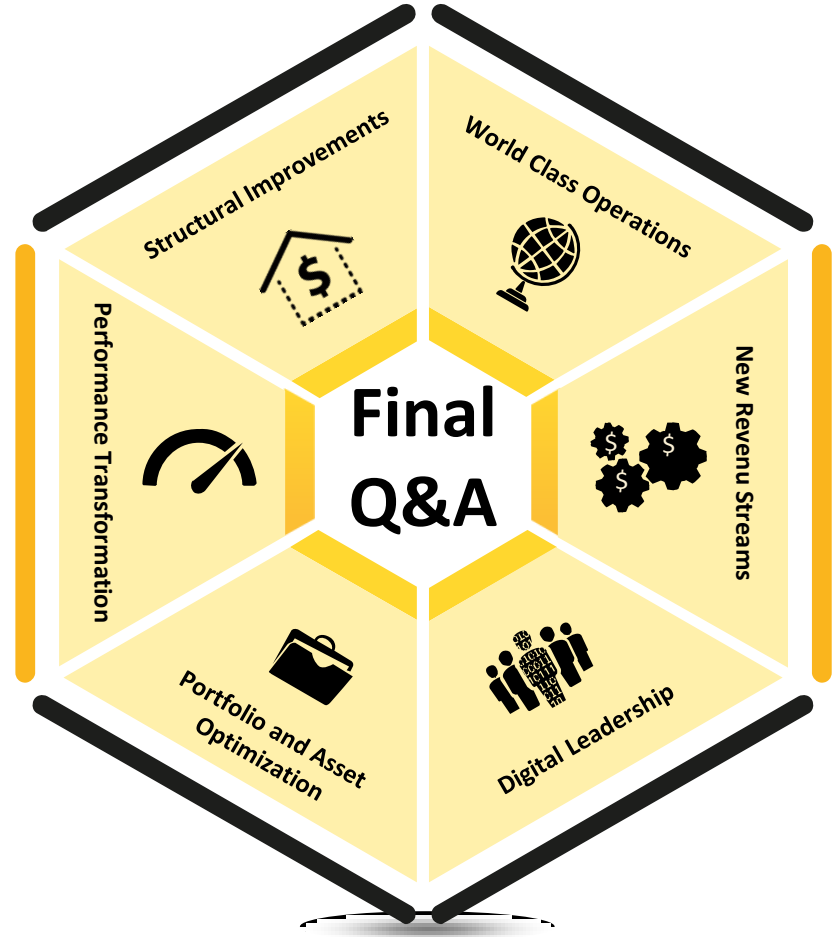 Structural Improvements
World Class Operations
Performance Transformation
$
Final
Q&A
$
$
$
New Revenu Streams
Portfolio and Asset
Optimization
Digital Leadership